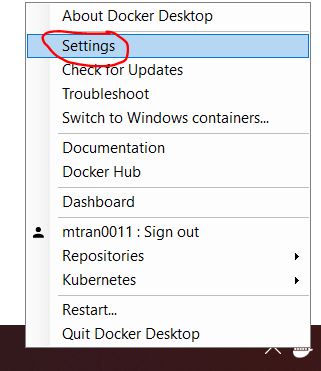 About Docker Desktop
Settings
Check for Updates
Troubleshoot
Switch to Windows containers...
Documentation
Docker Hub
Dashboard
mtran0011 : Sign out
Repositories
Kubernetes
Restart...
Quit Docker Desktop